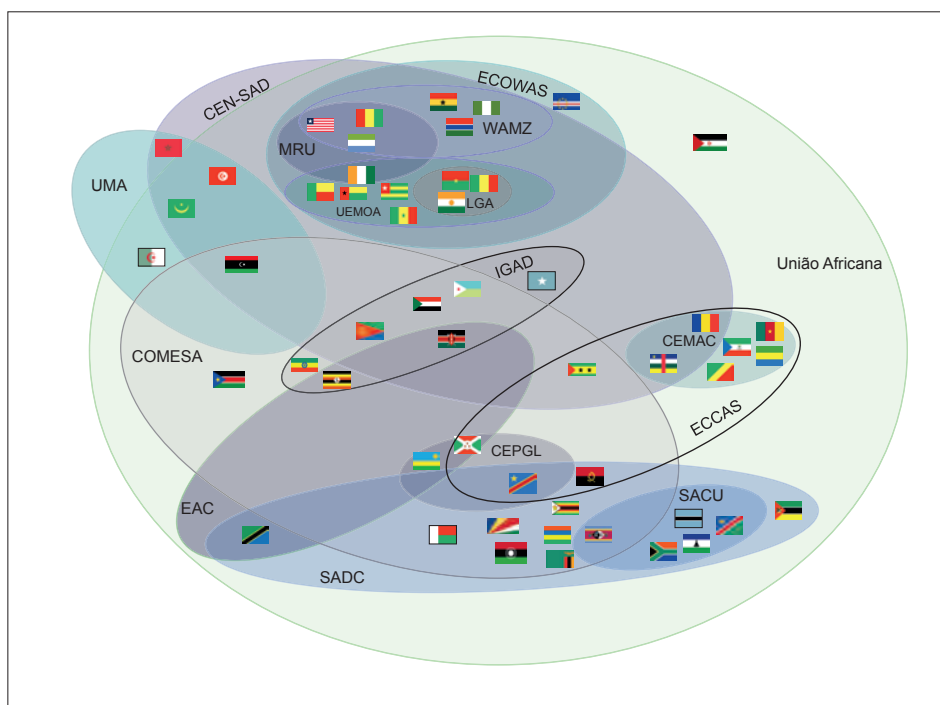 ECOWAS
CEN-SAD
WAMZ
MRU
UMA
LGA
UEMOA
União Africana
IGAD
CEMAC
COMESA
ECCAS
CEPGL
SACU
EAC
SADC